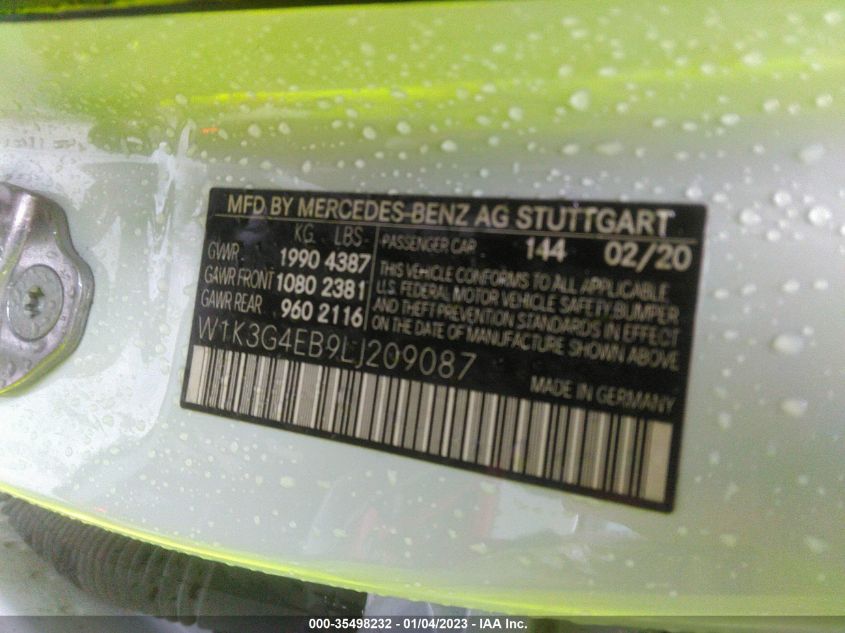 MFD BY MERCEDES-BENZ AG STUTTGART
KG LBS
GVWR 1990 4387
GAWR FRONT 1080 2381
GAWR REAR 960 2116
PASSENGER CAR 144 02/20
THIS VEHICLE CONFORMS TO ALL APPLICABLE
U.S. FEDERAL MOTOR VEHICLE SAFETY BUMPER
AND THEFT PREVENTION STANDARDS IN EFFECT
ON THE DATE OF MANUFACTURE SHOWN ABOVE
W1K3G4EB9LJ209087
MADE IN GERMANY
000-35498232 - 01/04/2023 - IAA Inc.